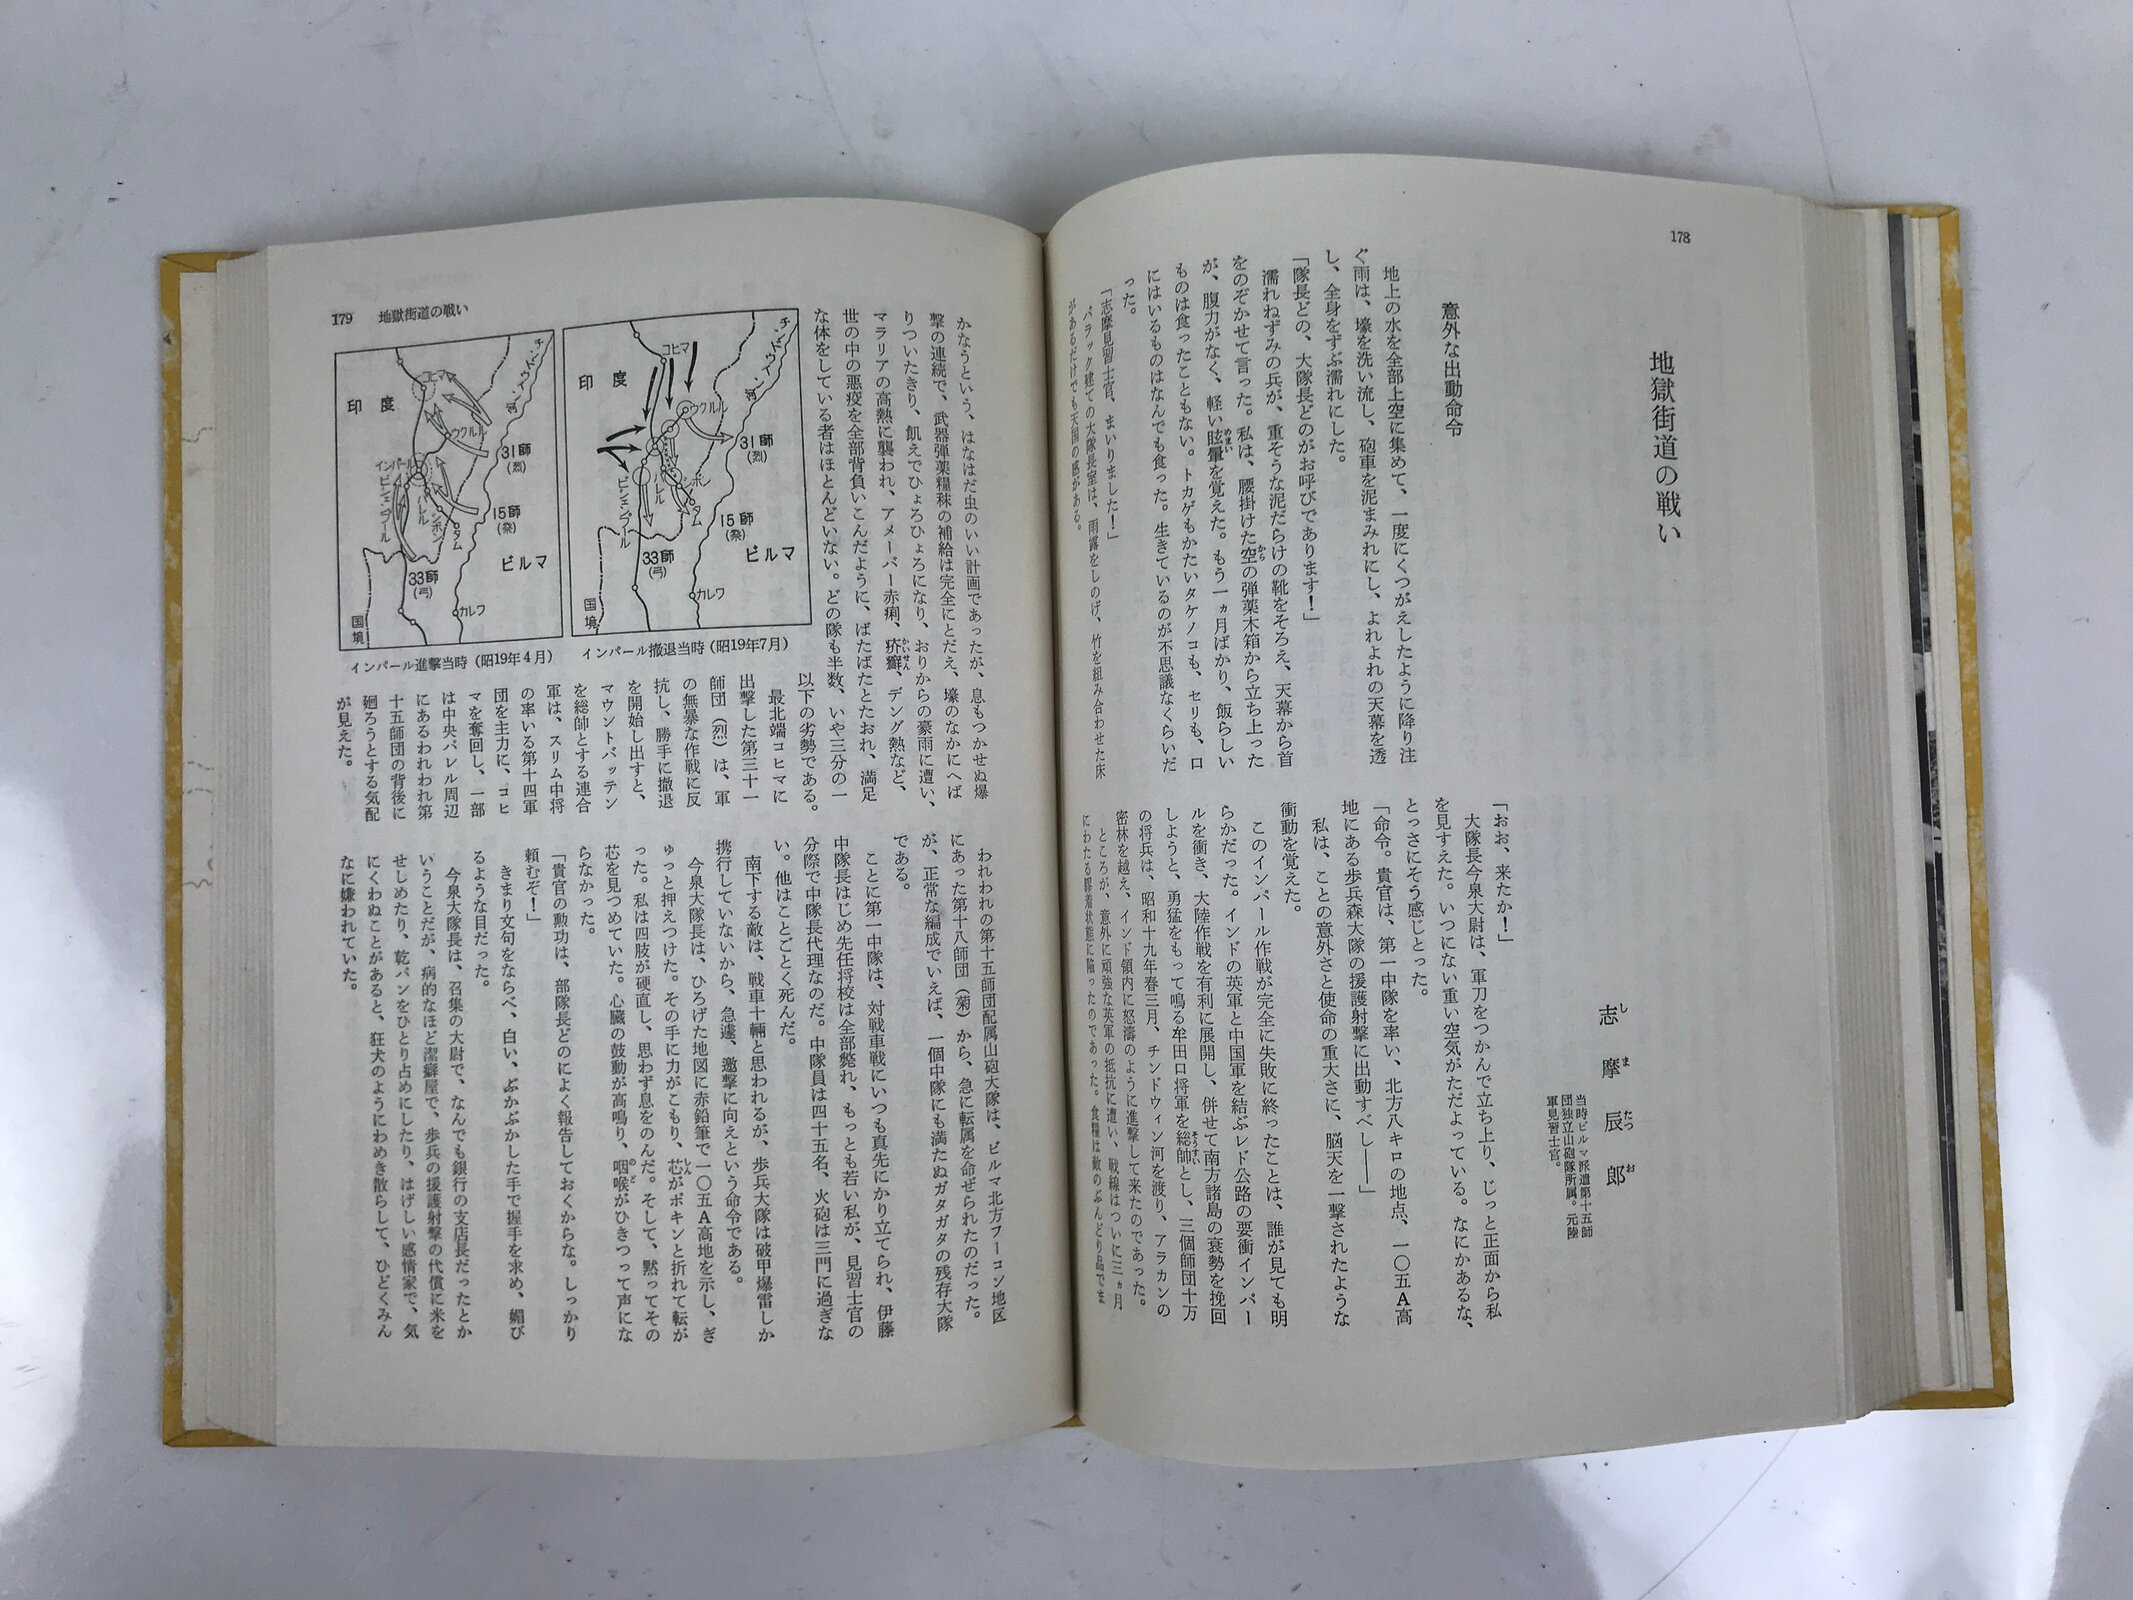 178
地獄街道の戦い
志摩辰郎
しまたつお
当時ビルマ派遣第十五師
団独立山砲隊所属。元陸
軍見習士官。
意外な出動命令
地上の水を全部上空に集めて、一度にくつがえしたように降り注
ぐ雨は、壕を洗い流し、砲車を泥まみれにし、よれよれの天幕を透
し、全身をずぶ濡れにした。
「隊長どの、大隊長どのがお呼びであります！」
濡れねずみの兵が、重そうな泥だらけの靴をそろえ、天幕から首
をのぞかせて言った。私は、腰掛けた空の弾薬木箱から立ち上った
が、腹力がなく、軽い眩暈を覚えた。もう一ヵ月ばかり、飯らしい
ものは食ったこともない。トカゲもかたいタケノコも、セリも、口
にはいるものはなんでも食った。生きているのが不思議なくらいだ
った。
「志摩見習士官、まいりました！」
バラック建ての大隊長室は、雨露をしのげ、竹を組み合わせた床
があるだけでも天国の感がある。
「おお、来たか！」
大隊長今泉大尉は、軍刀をつかんで立ち上り、じっと正面から私
を見すえた。いつにない重い空気がただよっている。なにかあるな、
とっさにそう感じとった。
「命令。貴官は、第一中隊を率い、北方八キロの地点、一〇五Ａ高
地にある歩兵森大隊の援護射撃に出動すべし――」
私は、ことの意外さと使命の重大さに、脳天を一撃されたような
衝動を覚えた。
このインパール作戦が完全に失敗に終ったことは、誰が見ても明
らかだった。インドの英軍と中国軍を結ぶレド公路の要衝インパー
ルを衝き、大陸作戦を有利に展開し、併せて南方諸島の衰勢を挽回
しようと、勇猛をもって鳴る牟田口将軍を総帥とし、三個師団十万
の将兵は、昭和十九年春三月、チンドウィン河を渡り、アラカンの
密林を越え、インド領内に怒濤のように進撃して来たのであった。
ところが、意外に頑強な英軍の抵抗に遭い、戦線はついに三ヵ月
にわたる膠着状態に陥ったのであった。食糧は敵のぶんどり品でま
かなうという、はなはだ虫のいい計画であったが、息もつかせぬ爆
撃の連続で、武器弾薬糧秣の補給は完全にとだえ、壕のなかにへば
りついたきり、飢えでひょろひょろになり、おりからの豪雨に遭い、
マラリアの高熱に襲われ、アメーバー赤痢、疥癬、デング熱など、
世の中の悪疫を全部背負いこんだように、ばたばたとたおれ、満足
な体をしている者はほとんどいない。どの隊も半数、いや三分の一
以下の劣勢である。
最北端コヒマに
出撃した第三十一
師団（烈）は、軍
の無暴な作戦に反
抗し、勝手に撤退
を開始し出すと、
マウントバッテン
を総帥とする連合
軍は、スリム中将
の率いる第十四軍
団を主力に、コヒ
マを奪回し、一部
は中央パレル周辺
にあるわれわれ第
十五師団の背後に
廻ろうとする気配
が見えた。
われわれの第十五師団配属山砲大隊は、ビルマ北方フーコン地区
にあった第十八師団（菊）から、急に転属を命ぜられたのだった。
が、正常な編成でいえば、一個中隊にも満たぬガタガタの残存大隊
である。
ことに第一中隊は、対戦車戦にいつも真先にかり立てられ、伊藤
中隊長はじめ先任将校は全部斃れ、もっとも若い私が、見習士官の
分際で中隊長代理なのだ。中隊員は四十五名、火砲は三門に過ぎな
い。他はことごとく死んだ。
南下する敵は、戦車十輛と思われるが、歩兵大隊は破甲爆雷しか
携行していないから、急遽、邀撃に向えという命令である。
今泉大隊長は、ひろげた地図に赤鉛筆で一〇五Ａ高地を示し、ぎ
ゅっと押えつけた。その手に力がこもり、芯がポキンと折れて転が
った。私は四肢が硬直し、思わず息をのんだ。そして、黙ってその
芯を見つめていた。心臓の鼓動が高鳴り、咽喉がひきつって声にな
らなかった。
「貴官の勲功は、部隊長どのによく報告しておくからな。しっかり
頼むぞ！」
きまり文句をならべ、白い、ぶかぶかした手で握手を求め、媚び
るような目だった。
今泉大隊長は、召集の大尉で、なんでも銀行の支店長だったとか
いうことだが、病的なほど潔癖屋で、歩兵の援護射撃の代償に米を
せしめたり、乾パンをひとり占めにしたり、はげしい感情家で、気
にくわぬことがあると、狂犬のようにわめき散らして、ひどくみん
なに嫌われていた。
179 地獄街道の戦い
チンドウィン河
コヒマ
印度
ウクルル
31師
(烈)
パレル
シボン
タム
ビシェンプール
15師
(祭)
33師
(弓)
ビルマ
カレワ
国境
インパール撤退当時（昭19年7月）
チンドウィン河
コヒマ
印度
ウクルル
31師
(烈)
インパール
ビシェンプール
パレル
シボン
タム
15師
(祭)
33師
(弓)
ビルマ
カレワ
国境
インパール進撃当時（昭19年4月）